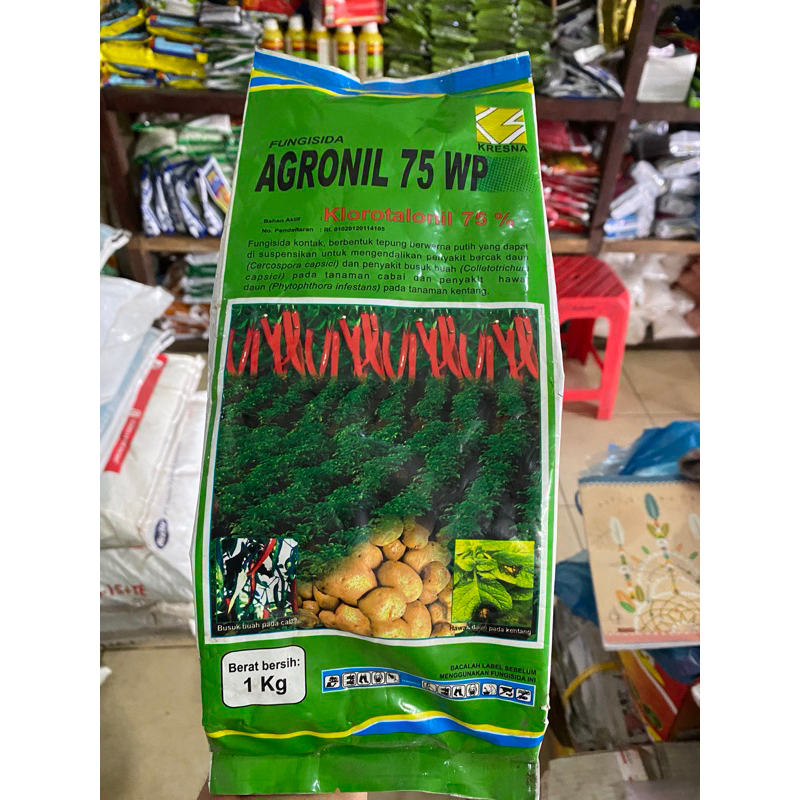 FUNGISIDA
KRESNA
AGRONIL 75 WP
Bahan Aktif : Klorotalonil 75 %
No. Pendaftaran : RI. 01020120114105
Fungisida kontak, berbentuk tepung berwarna putih yang dapat
di suspensikan untuk mengendalikan penyakit bercak daun
(Cercospora capsici) dan penyakit busuk buah (Colletotrichum
capsici) pada tanaman cabai dan penyakit hawar
daun (Phytophthora infestans) pada tanaman kentang.
Busuk buah pada cabai
Hawar daun pada kentang
Berat bersih:
1 Kg
BACALAH LABEL SEBELUM
MENGGUNAKAN FUNGISIDA INI